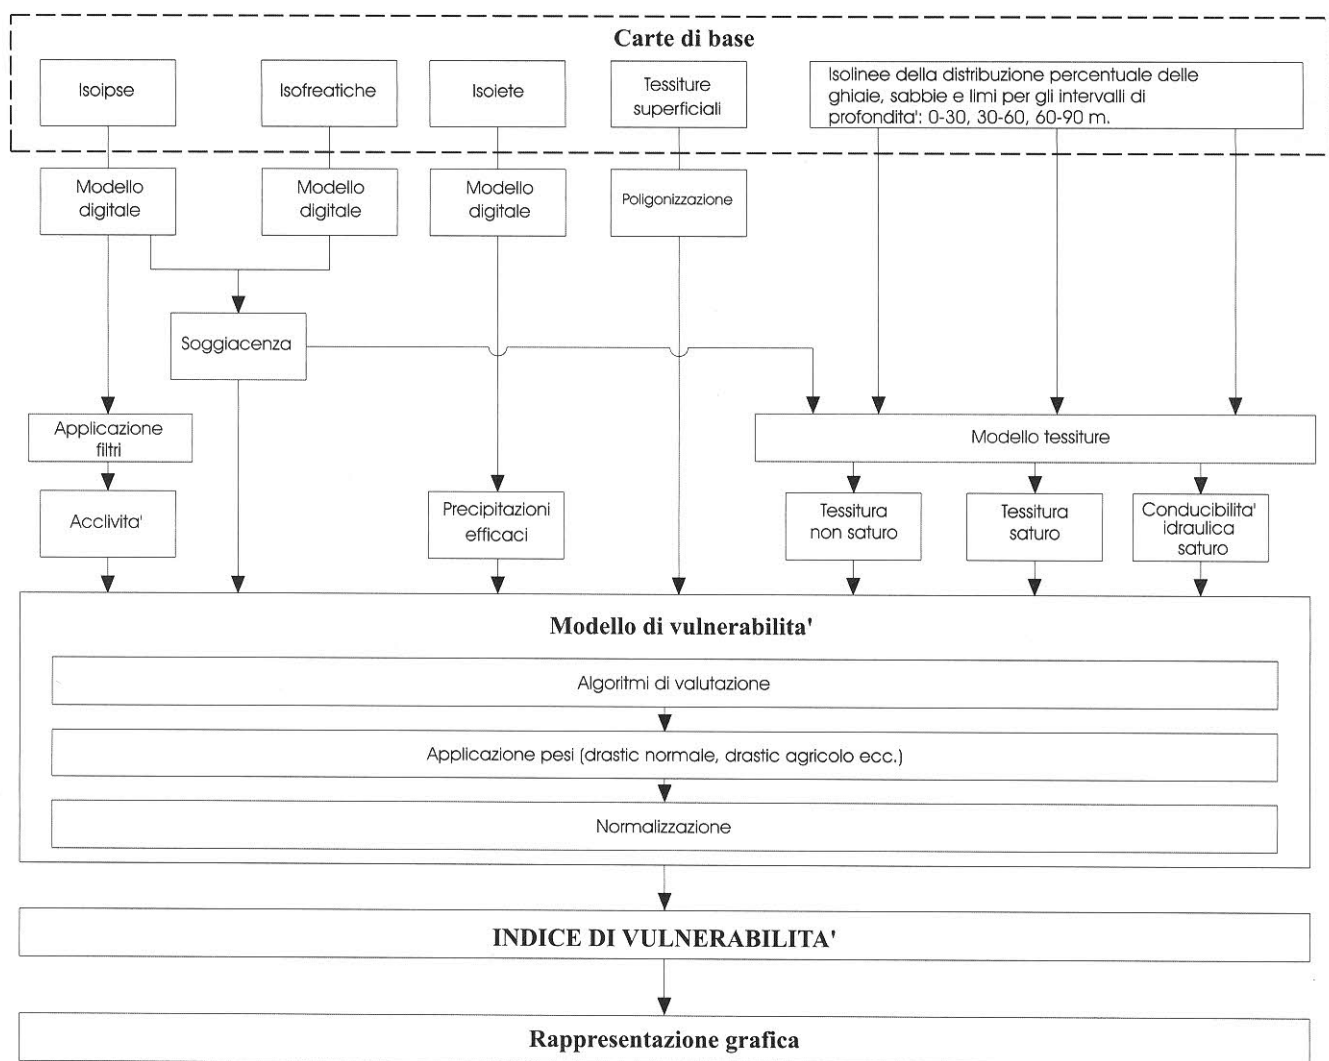 Carte di base
Isoipse
Isofreatiche
Isoiete
Tessiture
superficiali
Isolinee della distribuzione percentuale delle
ghiaie, sabbie e limi per gli intervalli di
profondita': 0-30, 30-60, 60-90 m.
Modello
digitale
Modello
digitale
Modello
digitale
Poligonizzazione
Soggiacenza
Applicazione
filtri
Modello tessiture
Acclivita'
Precipitazioni
efficaci
Tessitura
non saturo
Tessitura
saturo
Conducibilita'
idraulica
saturo
Modello di vulnerabilita'
Algoritmi di valutazione
Applicazione pesi (drastic normale, drastic agricolo ecc.)
Normalizzazione
INDICE DI VULNERABILITA'
Rappresentazione grafica